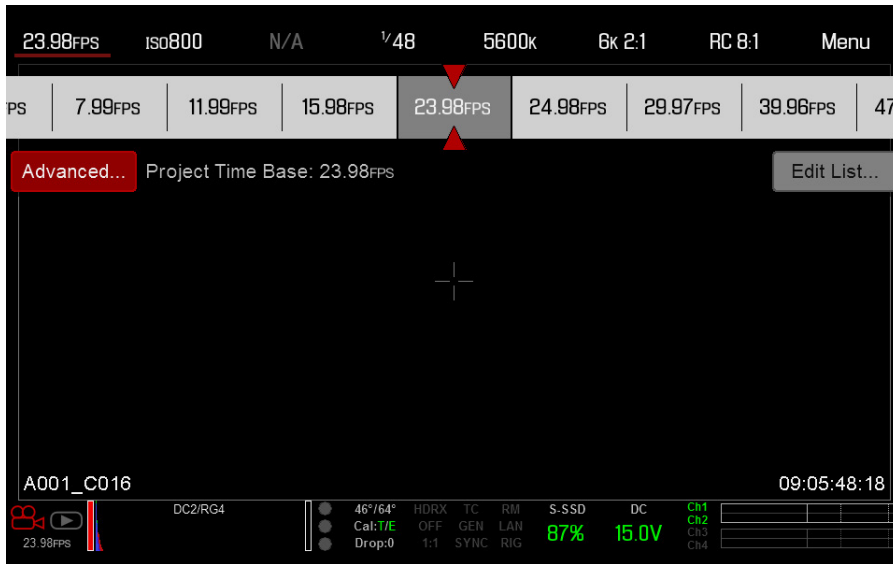 23.98FPS ISO800 N/A 1/48 5600K 6K 2:1 RC 8:1 Menu
PS 7.99FPS 11.99FPS 15.98FPS 23.98FPS 24.98FPS 29.97FPS 39.96FPS 47
Advanced... Project Time Base: 23.98FPS Edit List...
A001_C016 09:05:48:18
DC2/RG4 46°/64° HDRX TC RM S-SSD DC Ch1
Cal:T/E OFF GEN LAN 87% 15.0V Ch2
23.98FPS Drop:0 1:1 SYNC RIG Ch3
Ch4